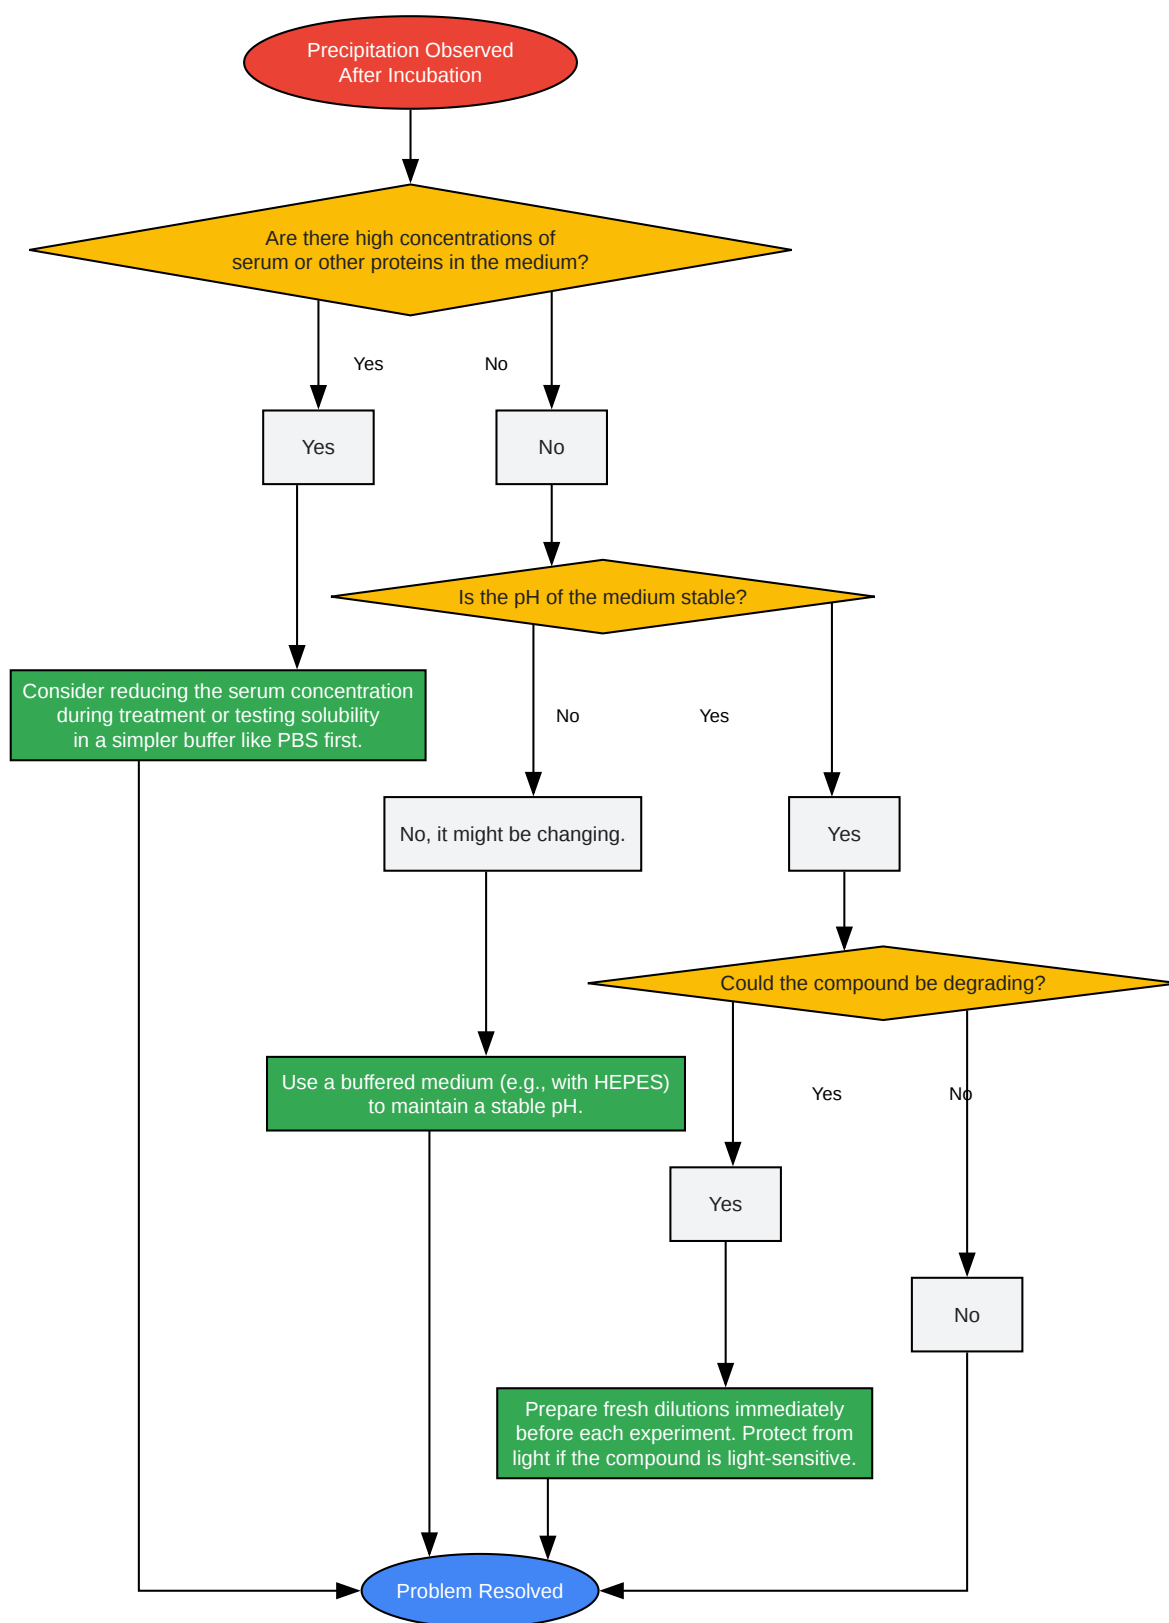 Precipitation Observed
After Incubation
Are there high concentrations of
serum or other proteins in the medium?
Yes
No
Yes
No
Is the pH of the medium stable?
Consider reducing the serum concentration
during treatment or testing solubility
in a simpler buffer like PBS first.
No
Yes
No, it might be changing.
Yes
Could the compound be degrading?
Use a buffered medium (e.g., with HEPES)
to maintain a stable pH.
Yes
No
Yes
No
Prepare fresh dilutions immediately
before each experiment. Protect from
light if the compound is light-sensitive.
Problem Resolved